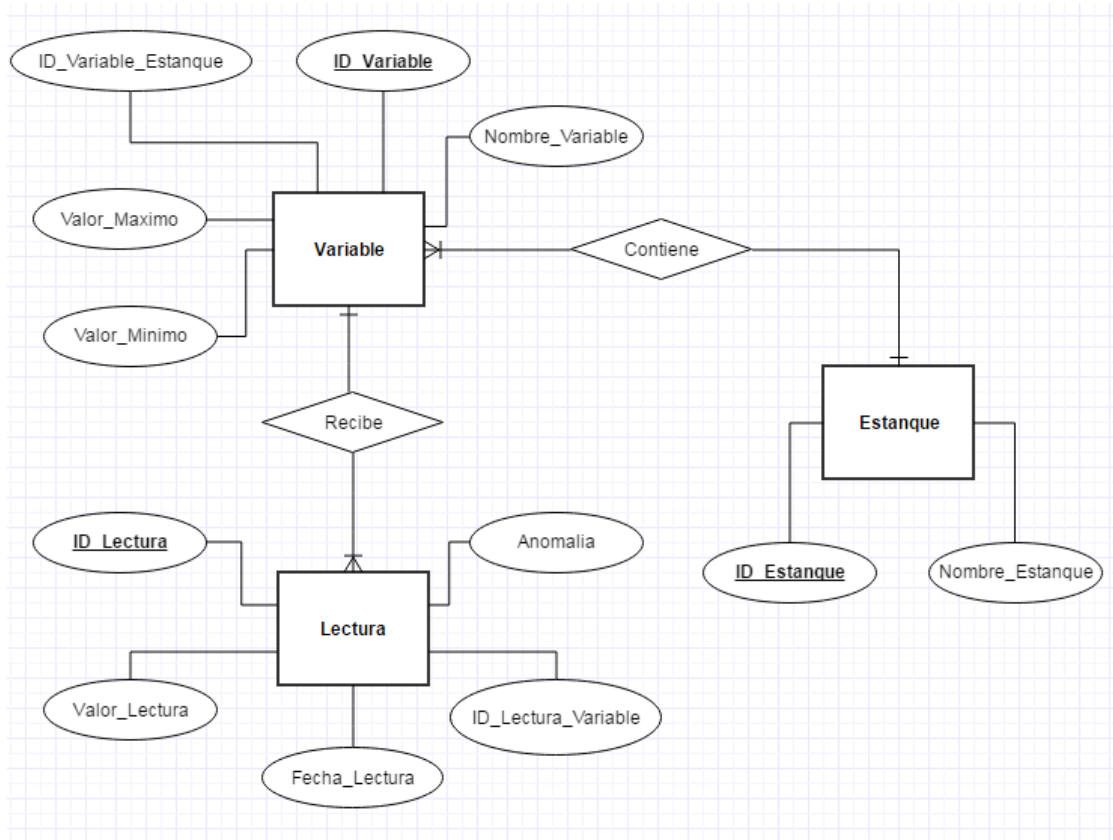 ID_Variable_Estanque
ID_Variable
Nombre_Variable
Valor_Maximo
Variable
Contiene
Valor_Minimo
Recibe
Estanque
ID_Lectura
Anomalia
ID_Estanque
Nombre_Estanque
Lectura
Valor_Lectura
ID_Lectura_Variable
Fecha_Lectura